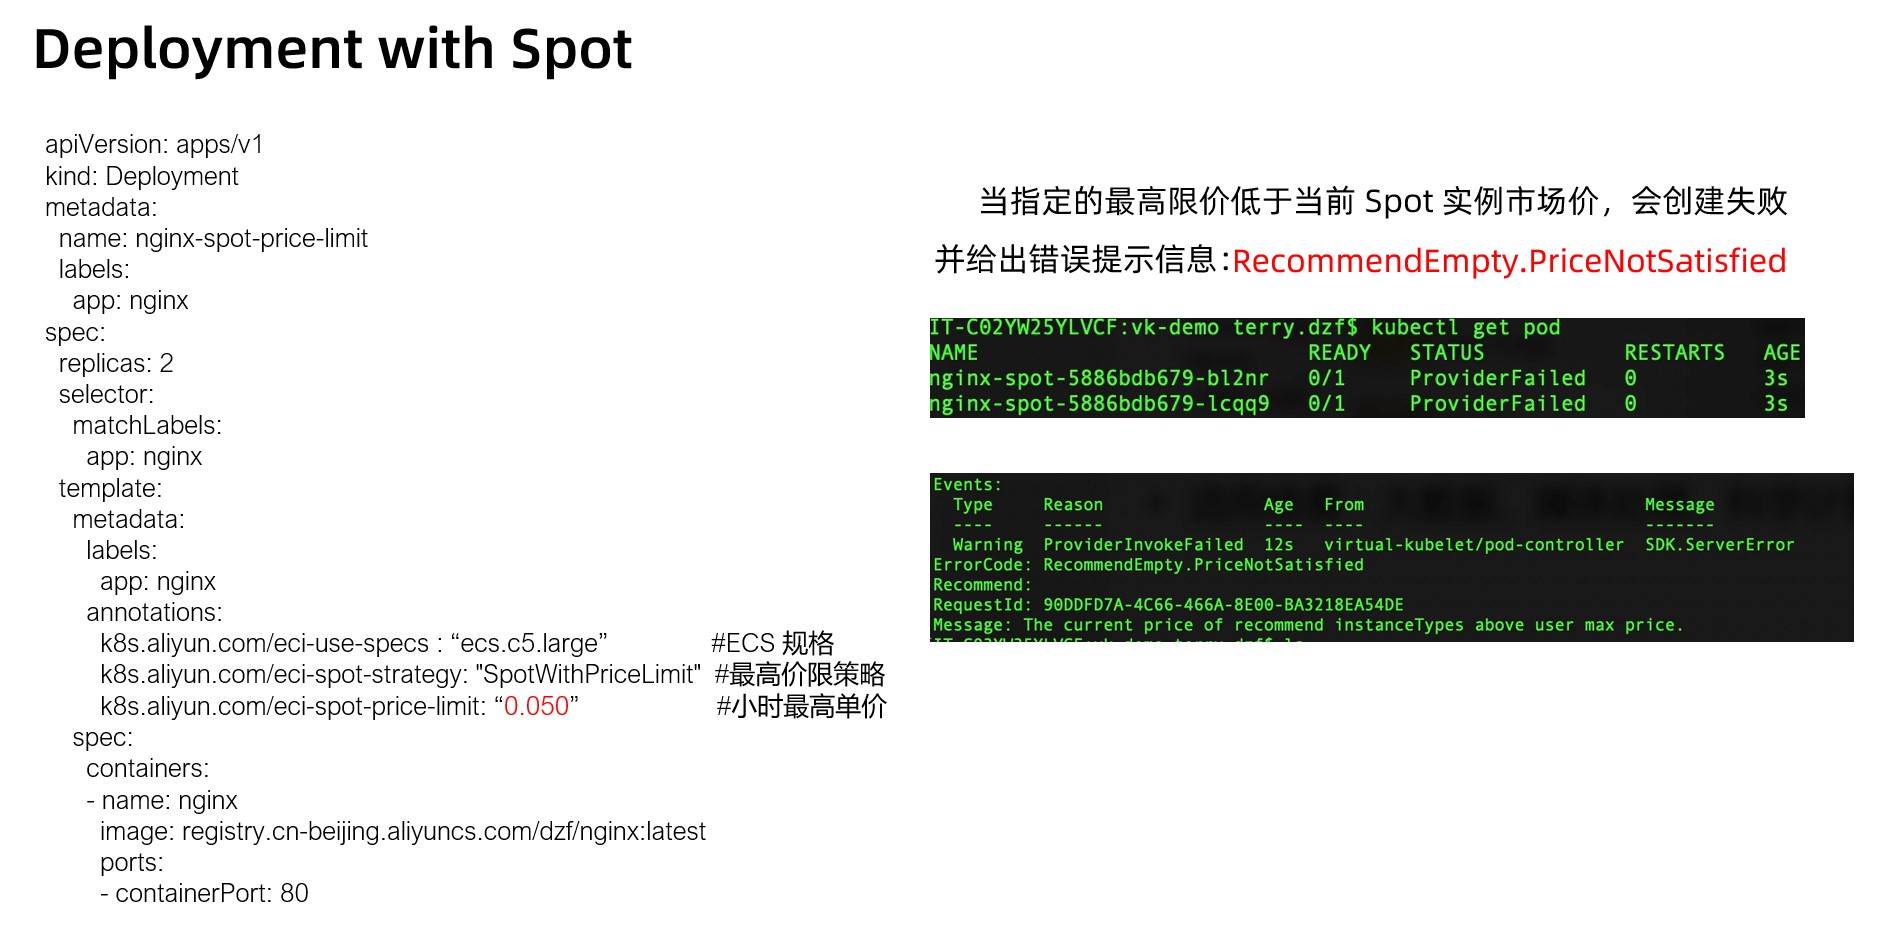 Deployment with Spot
apiVersion: apps/v1
kind: Deployment
metadata:
name: nginx-spot-price-limit
labels:
app: nginx
spec:
replicas: 2
selector:
matchLabels:
app: nginx
template:
metadata:
labels:
app: nginx
annotations:
k8s.aliyun.com/eci-use-specs : “ecs.c5.large” #ECS 规格
k8s.aliyun.com/eci-spot-strategy: "SpotWithPriceLimit" #最高价限策略
k8s.aliyun.com/eci-spot-price-limit: “0.050” #小时最高单价
spec:
containers:
- name: nginx
image: registry.cn-beijing.aliyuncs.com/dzf/nginx:latest
ports:
- containerPort: 80
当指定的最高限价低于当前 Spot 实例市场价，会创建失败
并给出错误提示信息:RecommendEmpty.PriceNotSatisfied
IT-C02YW25YLVCF:vk-demo terry.dzf$ kubectl get pod
NAME READY STATUS RESTARTS AGE
nginx-spot-5886bdb679-bl2nr 0/1 ProviderFailed 0 3s
nginx-spot-5886bdb679-lcqq9 0/1 ProviderFailed 0 3s
Events:
Type Reason Age From Message
---- ------ ---- ---- -------
Warning ProviderInvokeFailed 12s virtual-kubelet/pod-controller SDK.ServerError
ErrorCode: RecommendEmpty.PriceNotSatisfied
Recommend:
RequestId: 90DDFD7A-4C66-466A-8E00-BA3218EA54DE
Message: The current price of recommend instanceTypes above user max price.